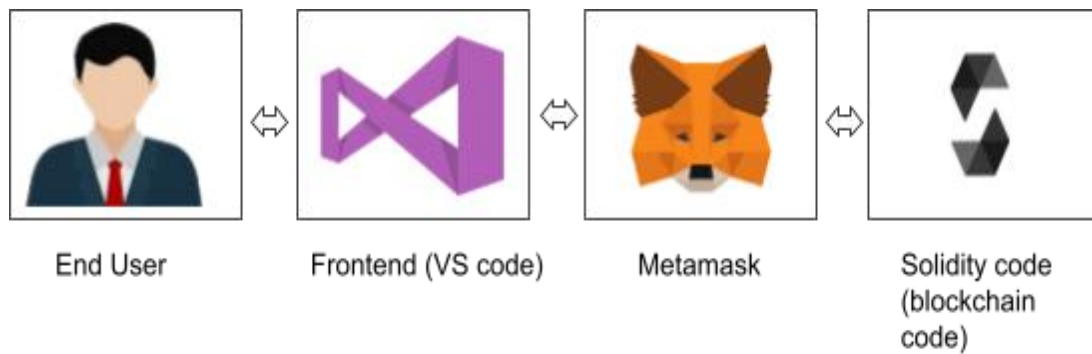 End User
Frontend (VS code)
Metamask
Solidity code
(blockchain
code)